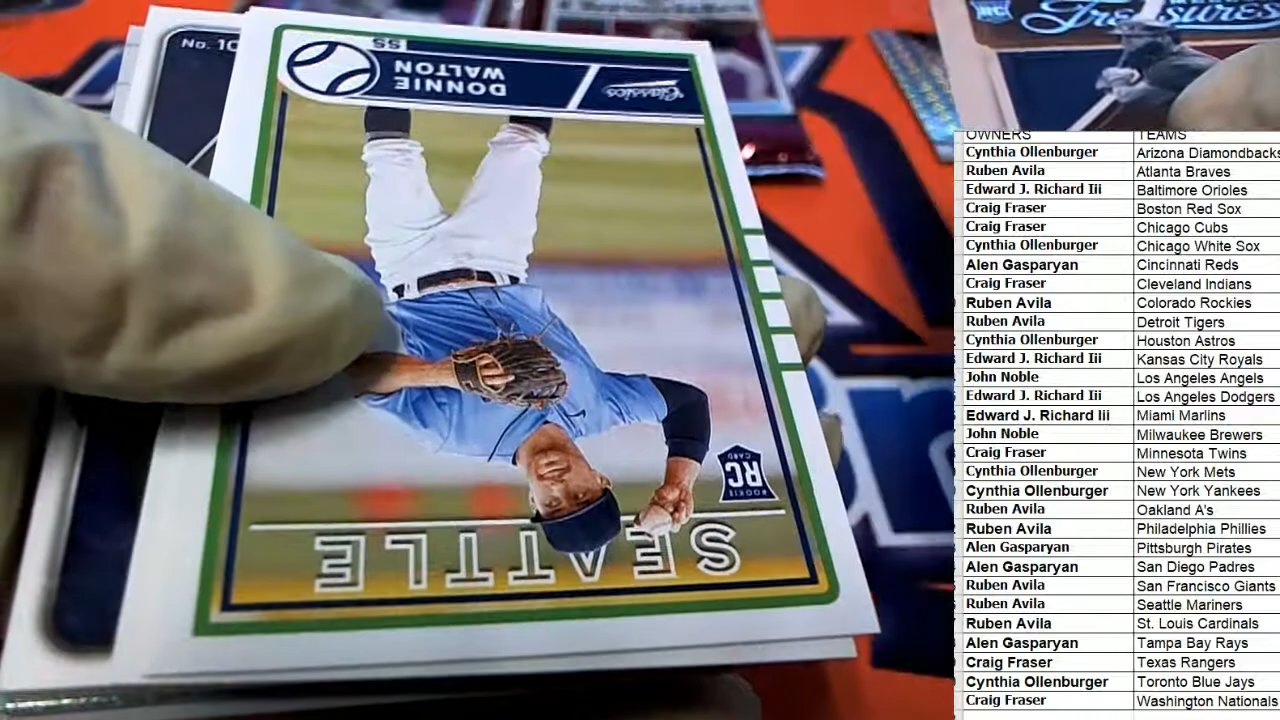 No. 10
SS
DONNIE
WALTON
Classics
ROOKIE
RC
CARD
SEATTLE
RC
Treasures
OWNERS TEAMS
Cynthia Ollenburger Arizona Diamondbacks
Ruben Avila Atlanta Braves
Edward J. Richard Iii Baltimore Orioles
Craig Fraser Boston Red Sox
Craig Fraser Chicago Cubs
Cynthia Ollenburger Chicago White Sox
Alen Gasparyan Cincinnati Reds
Craig Fraser Cleveland Indians
Ruben Avila Colorado Rockies
Ruben Avila Detroit Tigers
Cynthia Ollenburger Houston Astros
Edward J. Richard Iii Kansas City Royals
John Noble Los Angeles Angels
Edward J. Richard Iii Los Angeles Dodgers
Edward J. Richard Iii Miami Marlins
John Noble Milwaukee Brewers
Craig Fraser Minnesota Twins
Cynthia Ollenburger New York Mets
Cynthia Ollenburger New York Yankees
Ruben Avila Oakland A's
Ruben Avila Philadelphia Phillies
Alen Gasparyan Pittsburgh Pirates
Alen Gasparyan San Diego Padres
Ruben Avila San Francisco Giants
Ruben Avila Seattle Mariners
Ruben Avila St. Louis Cardinals
Alen Gasparyan Tampa Bay Rays
Craig Fraser Texas Rangers
Cynthia Ollenburger Toronto Blue Jays
Craig Fraser Washington Nationals